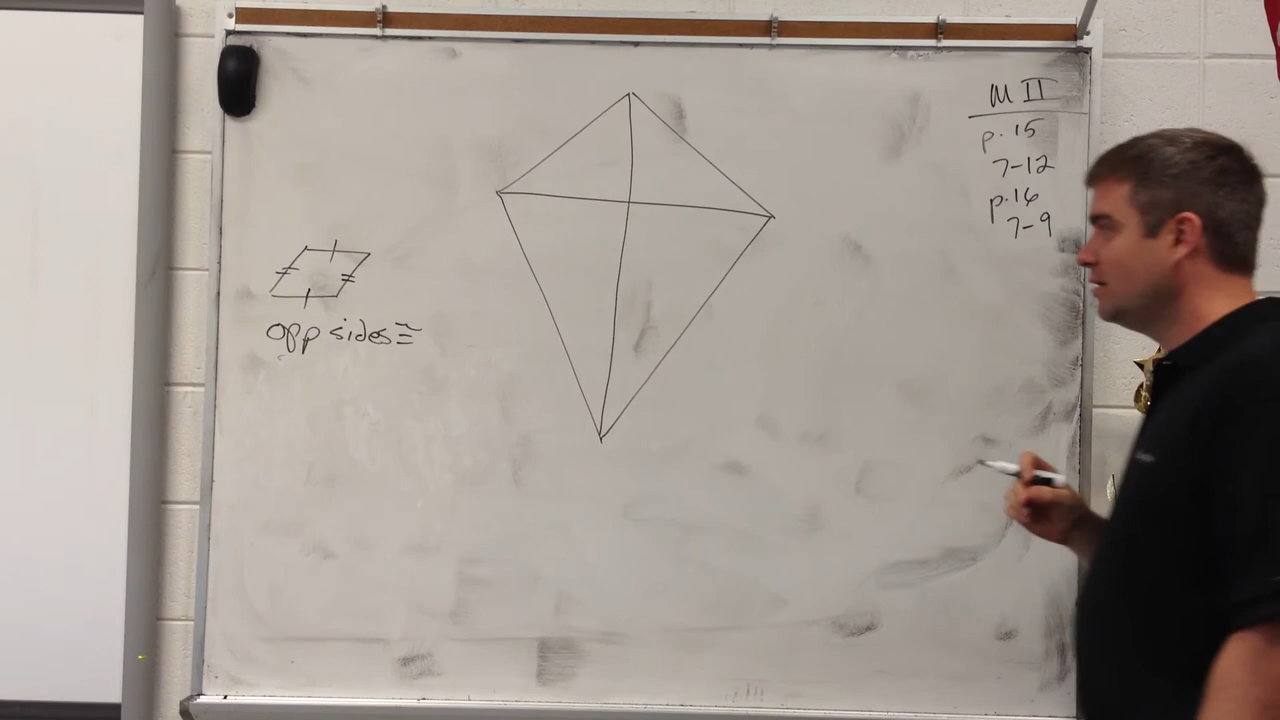 opp sides ≅
M II
p. 15
7-12
p. 16
7-9